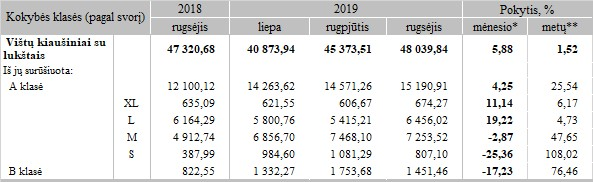 Kokybės klasės (pagal svorį) 2018 2019 Pokytis, %
rugsėjis liepa rugpjūtis rugsėjis mėnesio* metų**
Vištų kiaušiniai su lukštais 47 320,68 40 873,94 45 373,51 48 039,84 5,88 1,52
Iš jų surūšiuota:
A klasė 12 100,12 14 263,62 14 571,26 15 190,91 4,25 25,54
XL 635,09 621,55 606,67 674,27 11,14 6,17
L 6 164,29 5 800,76 5 415,21 6 456,02 19,22 4,73
M 4 912,74 6 856,70 7 468,10 7 253,52 -2,87 47,65
S 387,99 984,60 1 081,29 807,10 -25,36 108,02
B klasė 822,55 1 332,27 1 753,68 1 451,46 -17,23 76,46